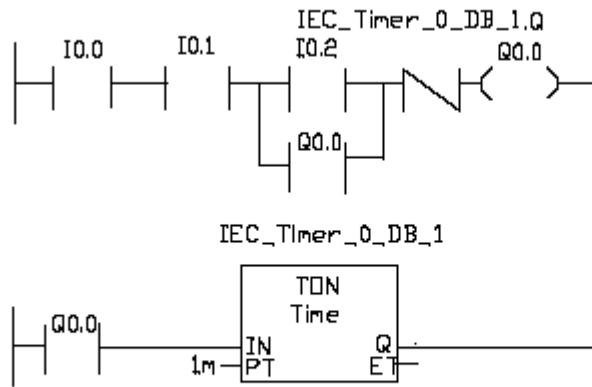 IEC_Timer_0_DB_1.Q
I0.0 I0.1 I0.2 Q0.0
Q0.0
IEC_TImer_0_DB_1
TON
Time
Q0.0
IN Q
1m PT ET